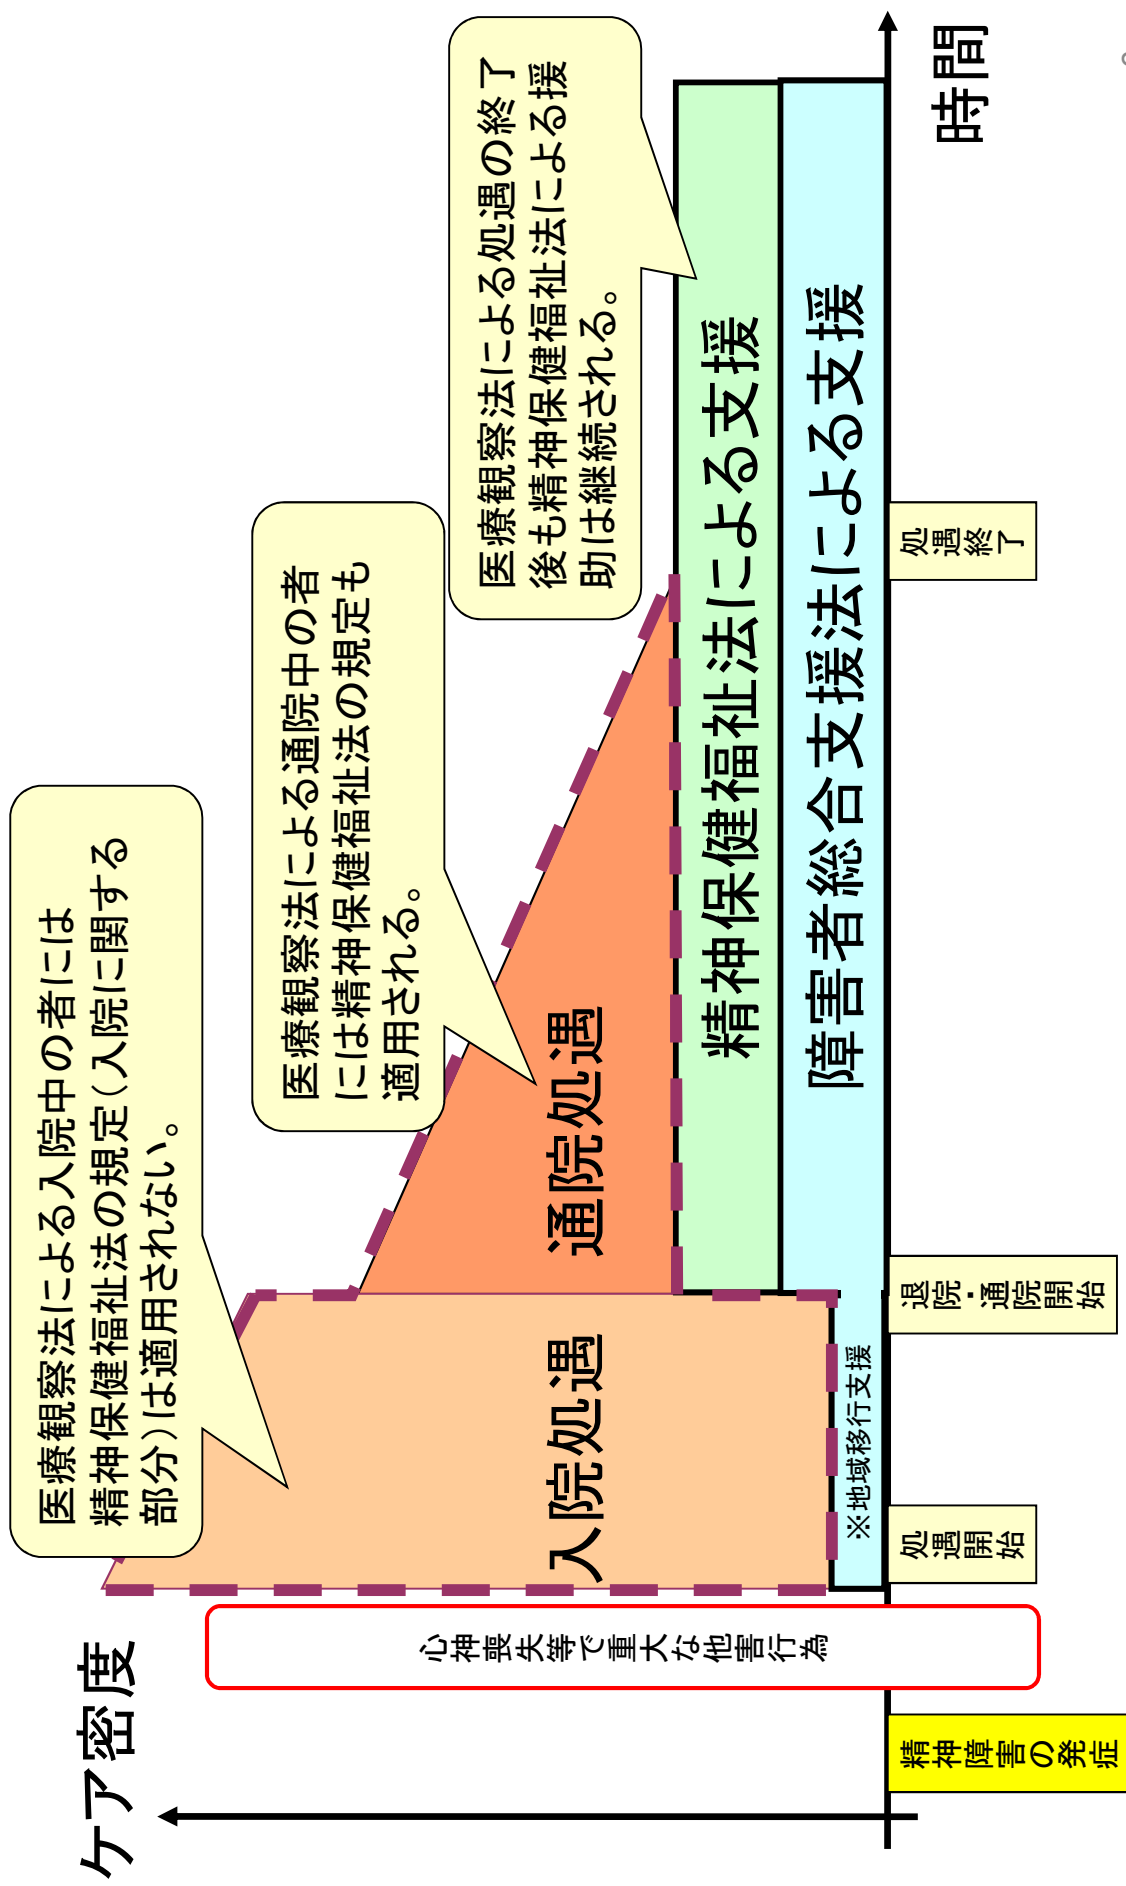 ケア密度
医療観察法による入院中の者には
精神保健福祉法の規定（入院に関する
部分）は適用されない。
医療観察法による通院中の者
には精神保健福祉法の規定も
適用される。
医療観察法による処遇の終了
後も精神保健福祉法による援
助は継続される。
心神喪失等で重大な他害行為
入院処遇
通院処遇
精神保健福祉法による支援
障害者総合支援法による支援
※地域移行支援
精神障害の発症
処遇開始
退院・通院開始
処遇終了
時間